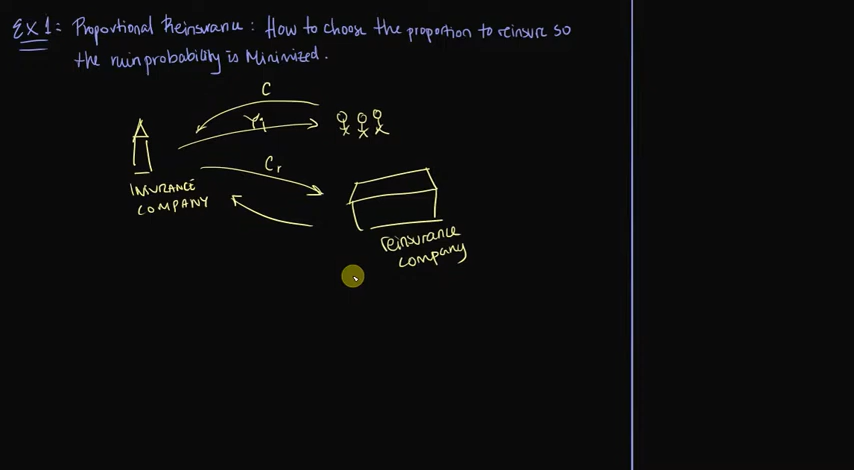 EX 1: Proportional Reinsurance: How to choose the proportion to reinsure so
the ruin probability is Minimized.
C
Yi
Cr
INSURANCE
COMPANY
reinsurance
company